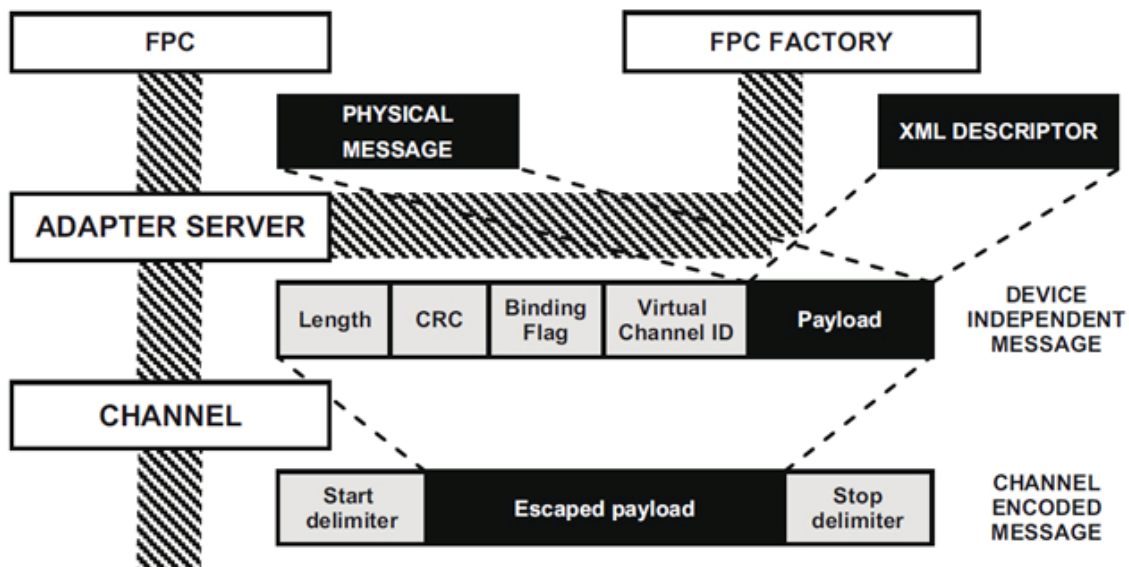 FPC
FPC FACTORY
PHYSICAL
MESSAGE
XML DESCRIPTOR
ADAPTER SERVER
Length
CRC
Binding
Flag
Virtual
Channel ID
Payload
DEVICE
INDEPENDENT
MESSAGE
CHANNEL
Start
delimiter
Escaped payload
Stop
delimiter
CHANNEL
ENCODED
MESSAGE